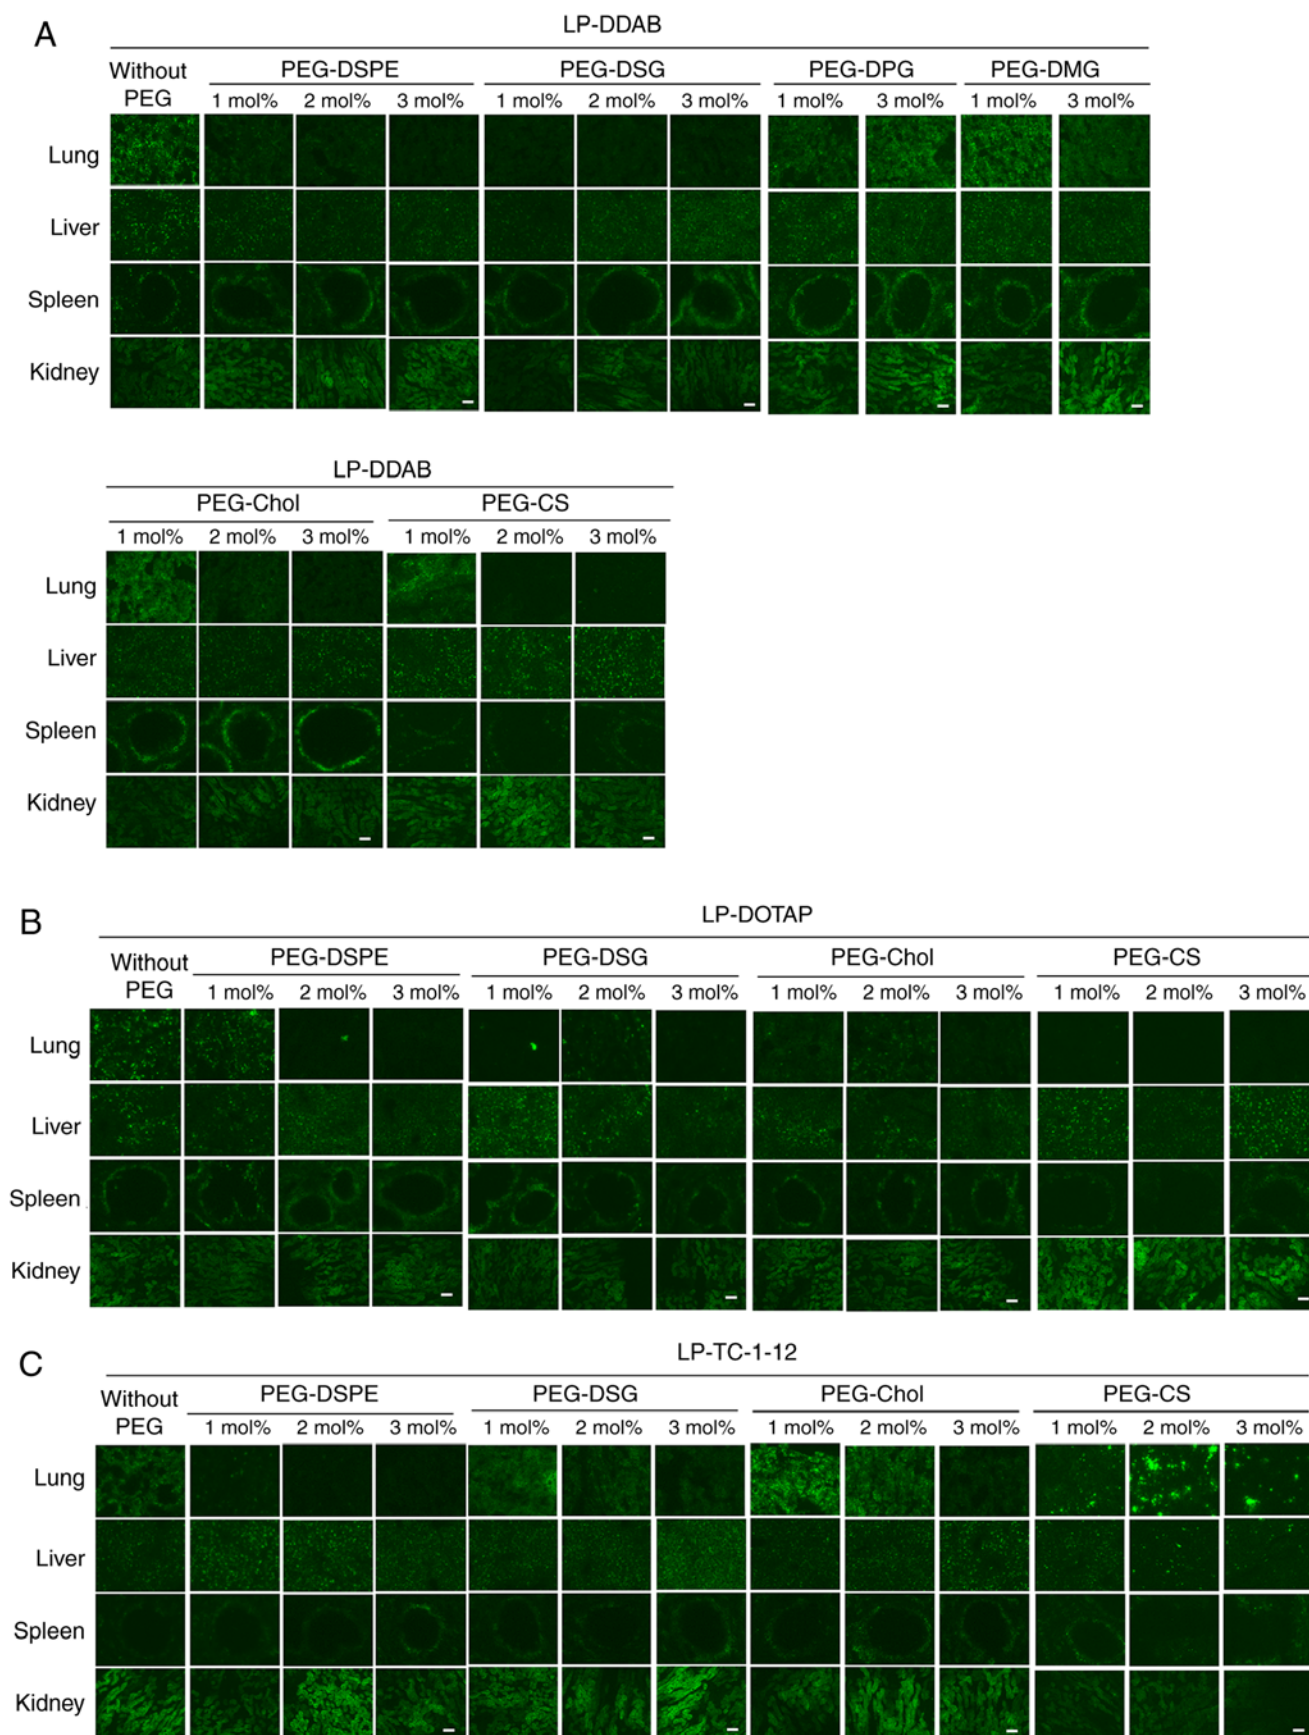 A
LP-DDAB
Without PEG-DSPE PEG-DSG PEG-DPG PEG-DMG
PEG 1 mol% 2 mol% 3 mol% 1 mol% 2 mol% 3 mol% 1 mol% 3 mol% 1 mol% 3 mol%
Lung
Liver
Spleen
Kidney
LP-DDAB
PEG-Chol PEG-CS
1 mol% 2 mol% 3 mol% 1 mol% 2 mol% 3 mol%
Lung
Liver
Spleen
Kidney
B
LP-DOTAP
Without PEG-DSPE PEG-DSG PEG-Chol PEG-CS
PEG 1 mol% 2 mol% 3 mol% 1 mol% 2 mol% 3 mol% 1 mol% 2 mol% 3 mol% 1 mol% 2 mol% 3 mol%
Lung
Liver
Spleen
Kidney
C
LP-TC-1-12
Without PEG-DSPE PEG-DSG PEG-Chol PEG-CS
PEG 1 mol% 2 mol% 3 mol% 1 mol% 2 mol% 3 mol% 1 mol% 2 mol% 3 mol% 1 mol% 2 mol% 3 mol%
Lung
Liver
Spleen
Kidney